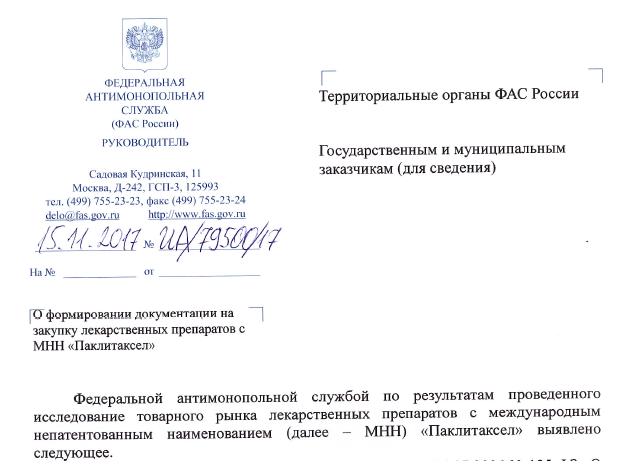 ФЕДЕРАЛЬНАЯ
АНТИМОНОПОЛЬНАЯ
СЛУЖБА
(ФАС России)
РУКОВОДИТЕЛЬ
Садовая Кудринская, 11
Москва, Д-242, ГСП-3, 125993
тел. (499) 755-23-23, факс (499) 755-23-24
delo@fas.gov.ru http://www.fas.gov.ru
15.11.2017 № ИА/79500/17
На № от
Территориальные органы ФАС России
Государственным и муниципальным
заказчикам (для сведения)
О формировании документации на
закупку лекарственных препаратов с
МНН «Паклитаксел»
Федеральной антимонопольной службой по результатам проведенного
исследование товарного рынка лекарственных препаратов с международным
непатентованным наименованием (далее – МНН) «Паклитаксел» выявлено
следующее.